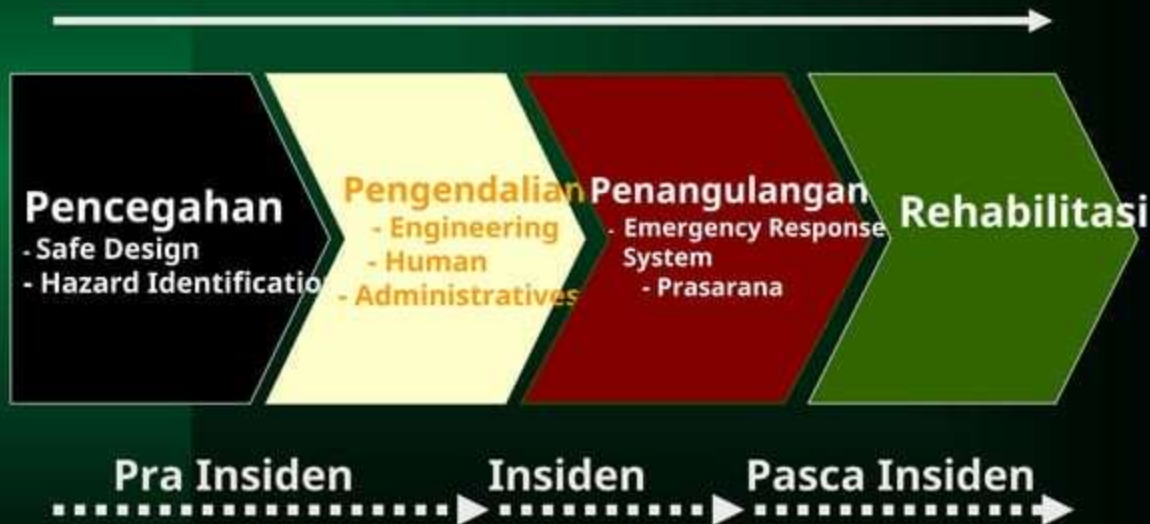 Pencegahan
- Safe Design
- Hazard Identificatio
Pengendalian
- Engineering
- Human
- Administratives
Penangulangan
- Emergency Response
System
- Prasarana
Rehabilitasi
Pra Insiden
Insiden
Pasca Insiden